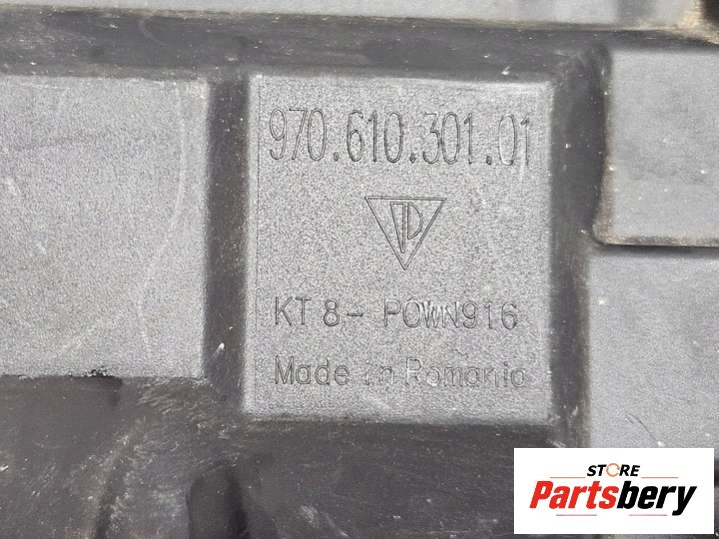 970.610.301.01
KT 8- POWN916
Made in Romania
STORE
Partsbery